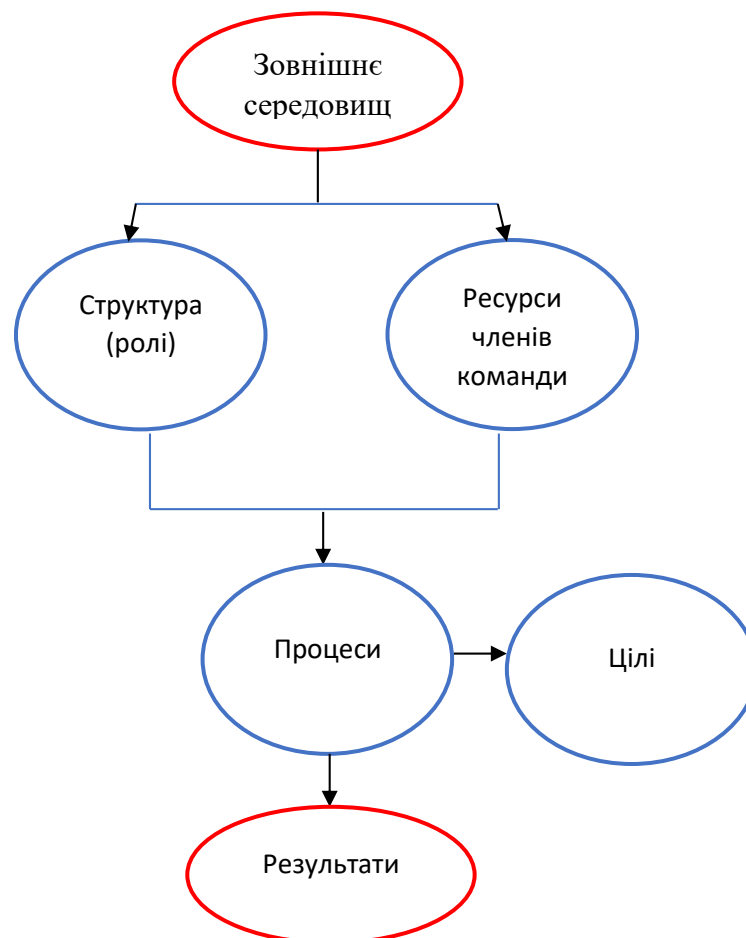 Зовнішнє
середовищ
Структура
(ролі)
Ресурси
членів
команди
Процеси
Цілі
Результати